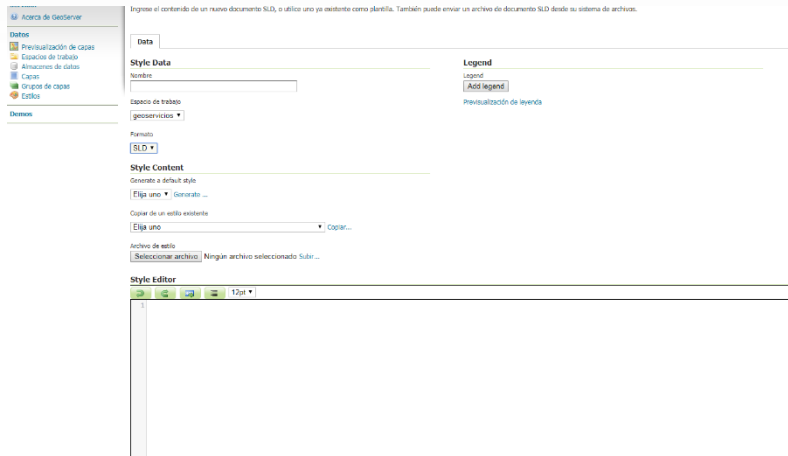 Acerca de GeoServer
Datos
Previsualización de capas
Espacios de trabajo
Almacenes de datos
Capas
Grupos de capas
Estilos
Demos
Ingrese el contenido de un nuevo documento SLD, o utilice uno ya existente como plantilla. También puede enviar un archivo de documento SLD desde su sistema de archivos.
Data
Style Data
Nombre
Espacio de trabajo
geoservicios
Formato
SLD
Legend
Legend
Add legend
Previsualización de leyenda
Style Content
Generate a default style
Elija uno Generate ...
Copiar de un estilo existente
Elija uno Copiar...
Archivo de estilo
Seleccionar archivo Ningún archivo seleccionado Subir...
Style Editor
12pt
1